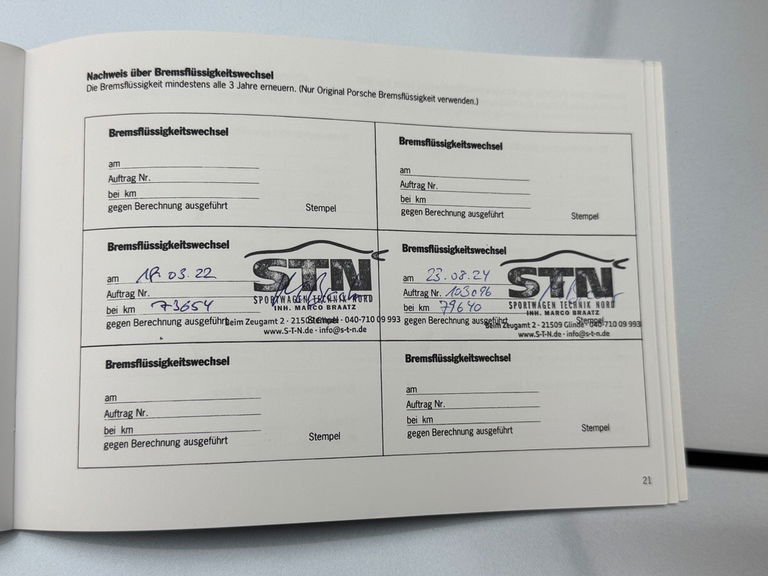 Nachweis über Bremsflüssigkeitswechsel
Die Bremsflüssigkeit mindestens alle 3 Jahre erneuern. (Nur Original Porsche Bremsflüssigkeit verwenden.)
Bremsflüssigkeitswechsel
am
Auftrag Nr.
bei km
gegen Berechnung ausgeführt Stempel
Bremsflüssigkeitswechsel
am
Auftrag Nr.
bei km
gegen Berechnung ausgeführt Stempel
Bremsflüssigkeitswechsel
am 03.22
Auftrag Nr.
bei km 73654
gegen Berechnung ausgeführt Stempel
STN
SPORTWAGEN TECHNIK NORD
INH. MARCO BRAATZ
Beim Zeugamt 2 - 21509 Glinde - 040-710 09 993
www.S-T-N.de - info@s-t-n.de
Bremsflüssigkeitswechsel
am 23.08.24
Auftrag Nr. 103096
bei km 79640
gegen Berechnung ausgeführt Stempel
STN
SPORTWAGEN TECHNIK NORD
INH. MARCO BRAATZ
Beim Zeugamt 2 - 21509 Glinde - 040-710 09 993
www.S-T-N.de - info@s-t-n.de
Bremsflüssigkeitswechsel
am
Auftrag Nr.
bei km
gegen Berechnung ausgeführt Stempel
Bremsflüssigkeitswechsel
am
Auftrag Nr.
bei km
gegen Berechnung ausgeführt Stempel
21